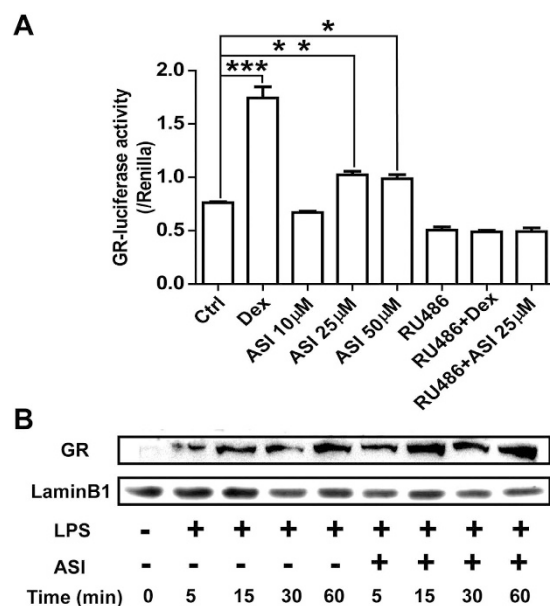 A
*
* *
***
GR-luciferase activity
(/Renilla)
2.0
1.5
1.0
0.5
0.0
Ctrl
Dex
ASI 10μM
ASI 25μM
ASI 50μM
RU486
RU486+Dex
RU486+ASI 25μM
B
GR
LaminB1
LPS - + + + + + + + +
ASI - - - - - + + + +
Time (min) 0 5 15 30 60 5 15 30 60